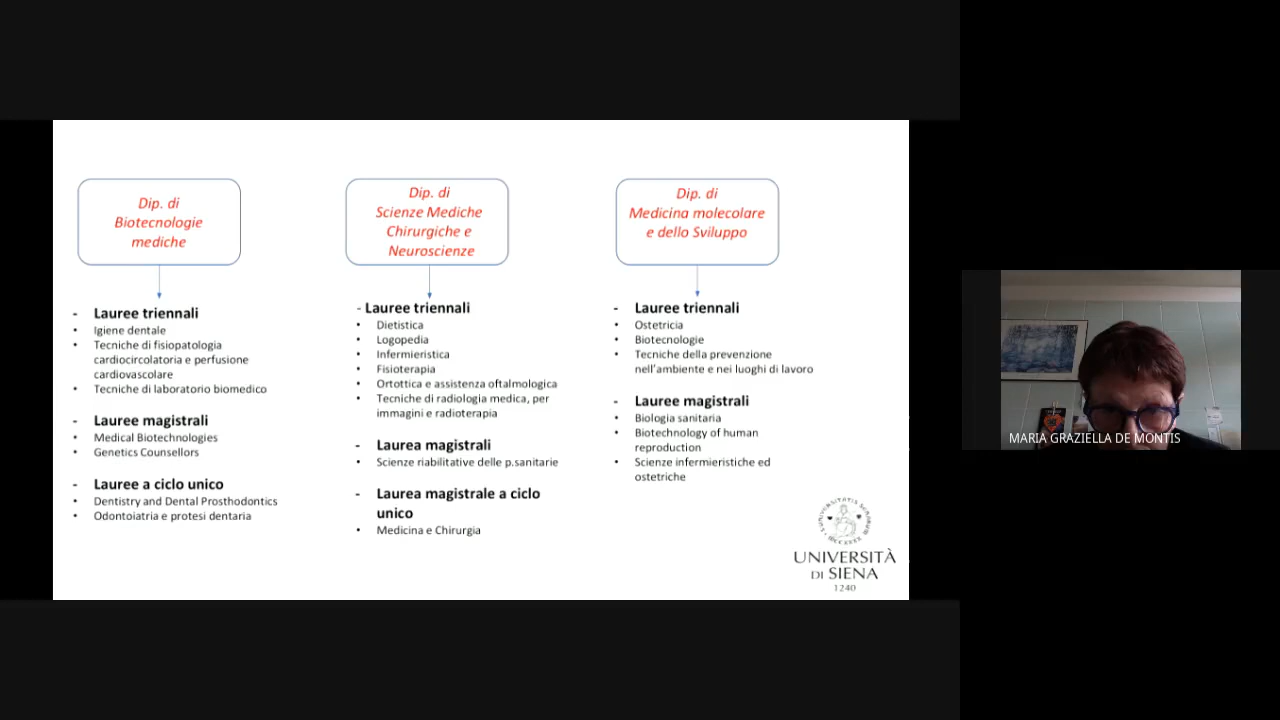 Dip. di
Biotecnologie
mediche
- Lauree triennali
• Igiene dentale
• Tecniche di fisiopatologia
cardiocircolatoria e perfusione
cardiovascolare
• Tecniche di laboratorio biomedico
- Lauree magistrali
• Medical Biotechnologies
• Genetics Counsellors
- Lauree a ciclo unico
• Dentistry and Dental Prosthodontics
• Odontoiatria e protesi dentaria
Dip. di
Scienze Mediche
Chirurgiche e
Neuroscienze
- Lauree triennali
• Dietistica
• Logopedia
• Infermieristica
• Fisioterapia
• Ortottica e assistenza oftalmologica
• Tecniche di radiologia medica, per
immagini e radioterapia
- Laurea magistrali
• Scienze riabilitative delle p.sanitarie
- Laurea magistrale a ciclo
unico
• Medicina e Chirurgia
Dip. di
Medicina molecolare
e dello Sviluppo
- Lauree triennali
• Ostetricia
• Biotecnologie
• Tecniche della prevenzione
nell'ambiente e nei luoghi di lavoro
- Lauree magistrali
• Biologia sanitaria
• Biotechnology of human
reproduction
• Scienze infermieristiche ed
ostetriche
UNIVERSITÀ
DI SIENA
1240
MARIA GRAZIELLA DE MONTIS